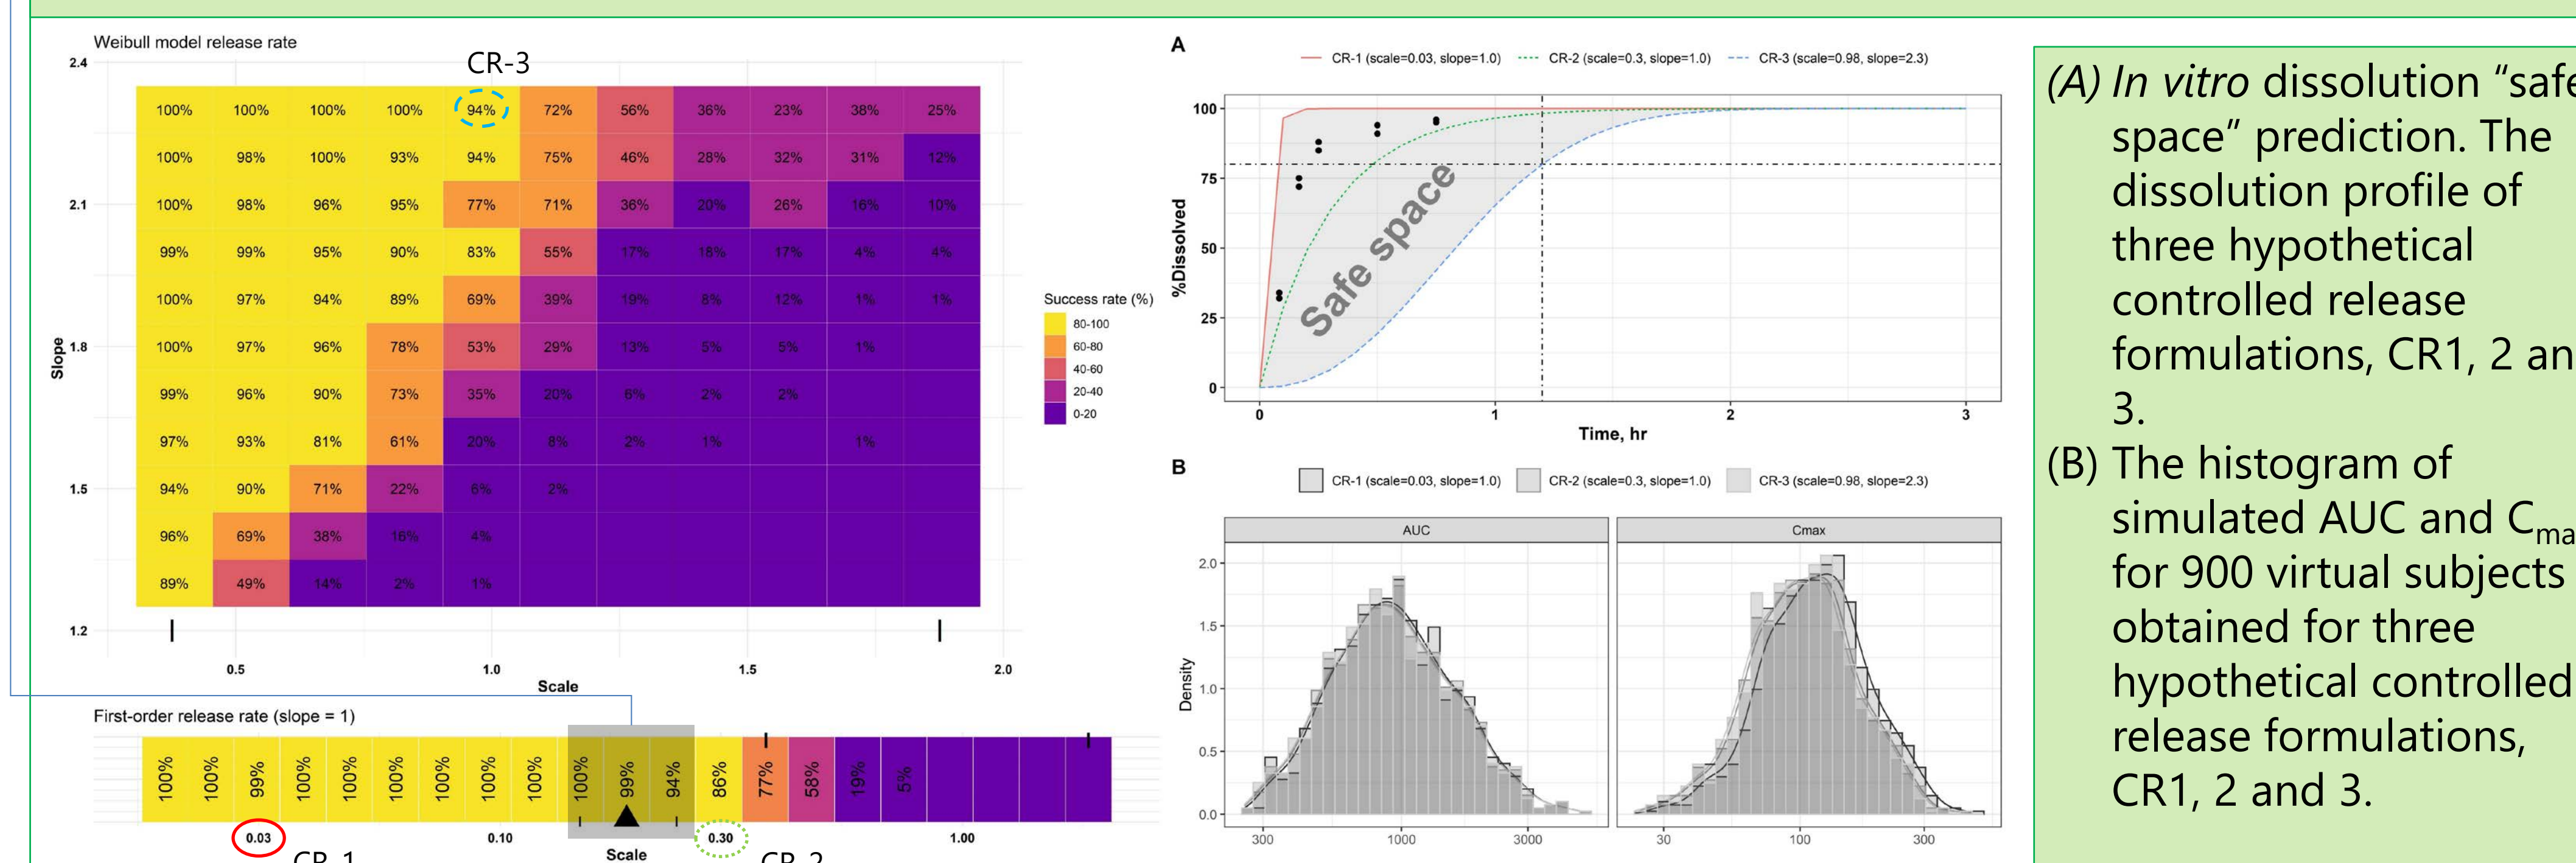 Weibull model release rate
CR-3
2.4
100% 100% 100% 100% 94% 72% 56% 36% 23% 38% 25%
100% 98% 100% 93% 94% 75% 46% 28% 32% 31% 12%
2.1
100% 98% 96% 95% 77% 71% 36% 20% 26% 16% 10%
99% 99% 95% 90% 83% 55% 17% 18% 17% 4% 4%
100% 97% 94% 89% 69% 39% 19% 8% 12% 1% 1%
Slope
1.8
100% 97% 96% 78% 53% 29% 13% 5% 5% 1%
99% 96% 90% 73% 35% 20% 6% 2% 2%
97% 93% 81% 61% 20% 8% 2% 1% 1%
1.5
94% 90% 71% 22% 6% 2%
96% 69% 38% 16% 4%
89% 49% 14% 2% 1%
1.2
0.5 1.0 1.5 2.0
Scale
Success rate (%)
80-100
60-80
40-60
20-40
0-20
First-order release rate (slope = 1)
100% 100% 99% 100% 100% 100% 100% 100% 100% 100% 99% 94% 86% 77% 58% 19% 5%
0.03 0.10 0.30 1.00
Scale
CR-1 CR-2
A
CR-1 (scale=0.03, slope=1.0) CR-2 (scale=0.3, slope=1.0) CR-3 (scale=0.98, slope=2.3)
100
75
50
25
0
%Dissolved
Safe space
0 1 2 3
Time, hr
B
CR-1 (scale=0.03, slope=1.0) CR-2 (scale=0.3, slope=1.0) CR-3 (scale=0.98, slope=2.3)
AUC Cmax
2.0
1.5
1.0
0.5
0.0
Density
300 1000 3000 30 100 300
(A) In vitro dissolution “safe
space” prediction. The
dissolution profile of
three hypothetical
controlled release
formulations, CR1, 2 an
3.
(B) The histogram of
simulated AUC and Cma
for 900 virtual subjects
obtained for three
hypothetical controlled
release formulations,
CR1, 2 and 3.